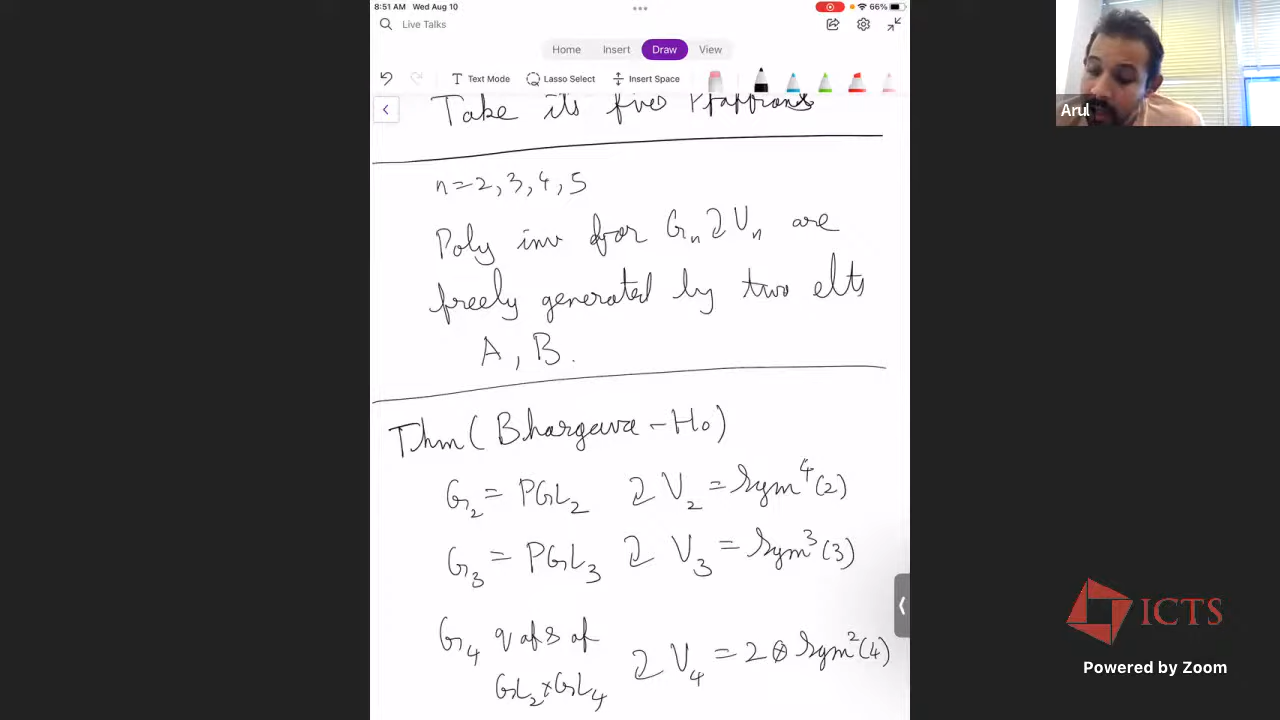 8:51 AM Wed Aug 10
66%
Live Talks
Home Insert Draw View
Text Mode Lasso Select Insert Space
Take its five Pfaffians
n=2,3,4,5
Poly inv for Gₙ ⊋ Vₙ are
freely generated by two elts
A, B.
Thm (Bhargava-Ho)
G₂ = PGL₂ ⊋ V₂ = Sym⁴(2)
G₃ = PGL₃ ⊋ V₃ = Sym³(3)
G₄ q of s of
GL₂×GL₄ ⊋ V₄ = 2⊗Sym²(4)
Arul
ICTS
Powered by Zoom